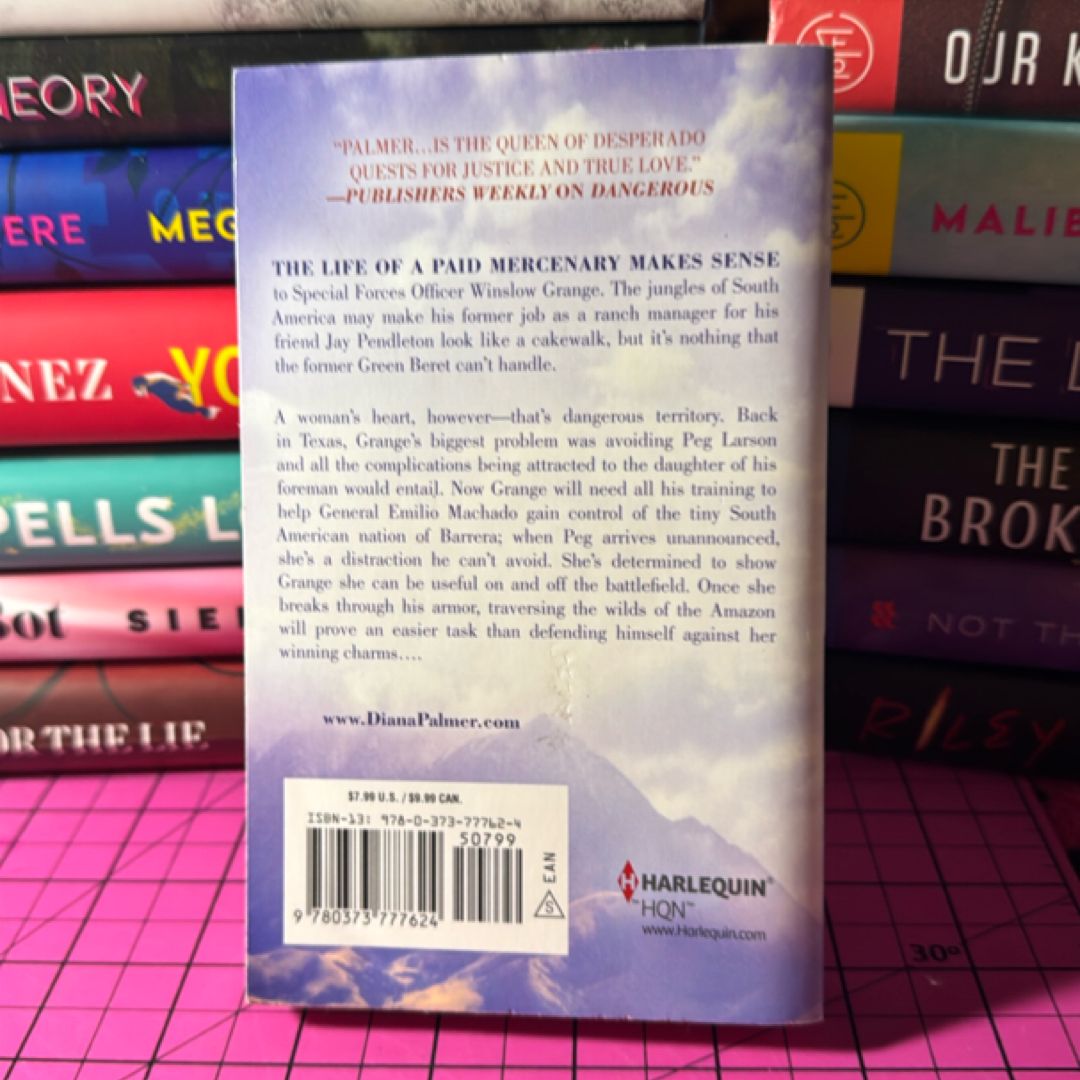 EORY
ERE MEG
NEZ YO
PELLS L
Bot SIE
OR THE LIE
"PALMER...IS THE QUEEN OF DESPERADO
QUESTS FOR JUSTICE AND TRUE LOVE."
—PUBLISHERS WEEKLY ON DANGEROUS
THE LIFE OF A PAID MERCENARY MAKES SENSE
to Special Forces Officer Winslow Grange. The jungles of South
America may make his former job as a ranch manager for his
friend Jay Pendleton look like a cakewalk, but it's nothing that
the former Green Beret can't handle.
A woman's heart, however—that's dangerous territory. Back
in Texas, Grange's biggest problem was avoiding Peg Larson
and all the complications being attracted to the daughter of his
foreman would entail. Now Grange will need all his training to
help General Emilio Machado gain control of the tiny South
American nation of Barrera; when Peg arrives unannounced,
she's a distraction he can't avoid. She's determined to show
Grange she can be useful on and off the battlefield. Once she
breaks through his armor, traversing the wilds of the Amazon
will prove an easier task than defending himself against her
winning charms....
www.DianaPalmer.com
$7.99 U.S. / $9.99 CAN.
ISBN-13: 978-0-373-77762-4
50799
9 780373 777624
EAN
S
H HARLEQUIN®
™HQN™
www.Harlequin.com
OUR K
MALIB
THE
THE
BROK
NOT TH
RILEY
30°